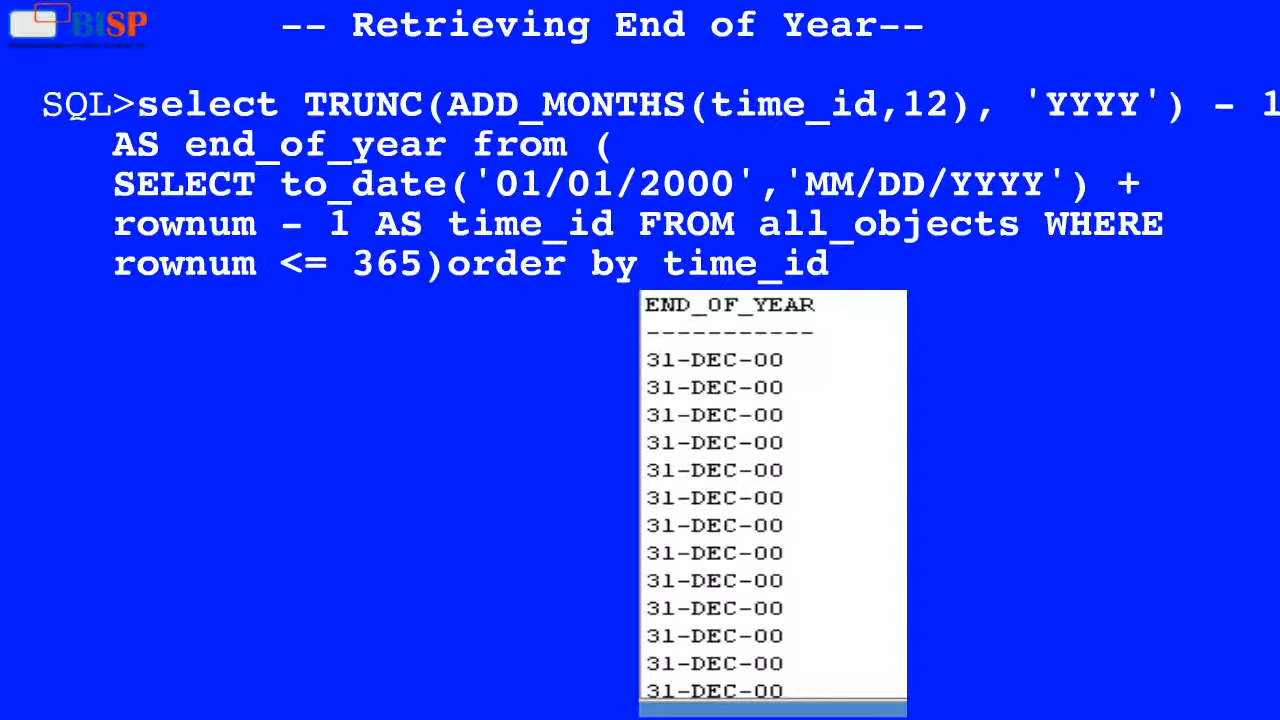 BISP
-- Retrieving End of Year--
SQL>select TRUNC(ADD_MONTHS(time_id,12), 'YYYY') - 1
AS end_of_year from (
SELECT to_date('01/01/2000','MM/DD/YYYY') +
rownum - 1 AS time_id FROM all_objects WHERE
rownum <= 365)order by time_id
END_OF_YEAR
-----------
31-DEC-00
31-DEC-00
31-DEC-00
31-DEC-00
31-DEC-00
31-DEC-00
31-DEC-00
31-DEC-00
31-DEC-00
31-DEC-00
31-DEC-00
31-DEC-00
31-DEC-00